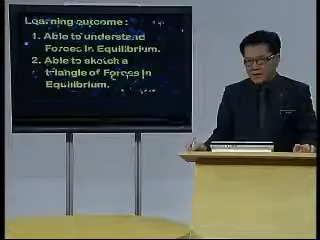 Learning outcome :
1. Able to understand
Forces in Equilibrium.
2. Able to sketch a
triangle of Forces in
Equilibrium.